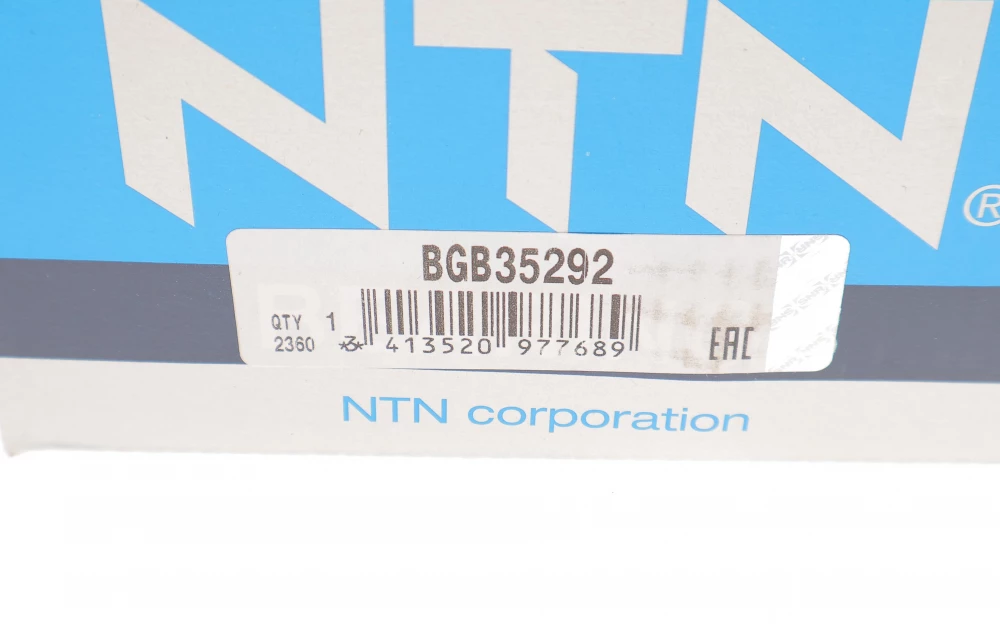 NTN®
BGB35292
QTY 1
2360 *3* 413520 977689
EAC
NTN corporation